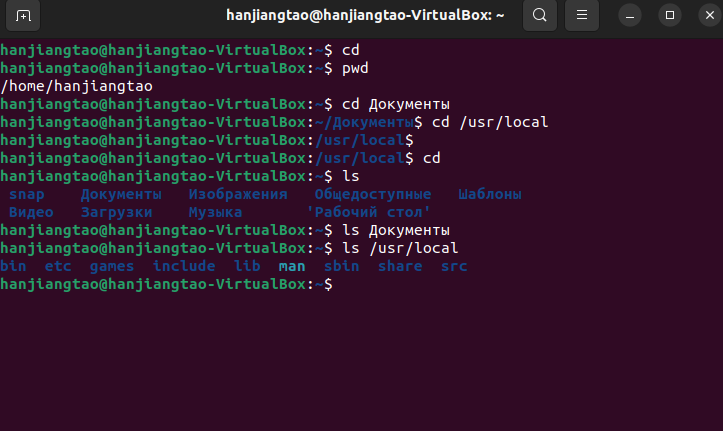 hanjiangtao@hanjiangtao-VirtualBox: ~
hanjiangtao@hanjiangtao-VirtualBox:~$ cd
hanjiangtao@hanjiangtao-VirtualBox:~$ pwd
/home/hanjiangtao
hanjiangtao@hanjiangtao-VirtualBox:~$ cd Документы
hanjiangtao@hanjiangtao-VirtualBox:~/Документы$ cd /usr/local
hanjiangtao@hanjiangtao-VirtualBox:/usr/local$
hanjiangtao@hanjiangtao-VirtualBox:/usr/local$ cd
hanjiangtao@hanjiangtao-VirtualBox:~$ ls
snap Документы Изображения Общедоступные Шаблоны
Видео Загрузки Музыка 'Рабочий стол'
hanjiangtao@hanjiangtao-VirtualBox:~$ ls Документы
hanjiangtao@hanjiangtao-VirtualBox:~$ ls /usr/local
bin etc games include lib man sbin share src
hanjiangtao@hanjiangtao-VirtualBox:~$